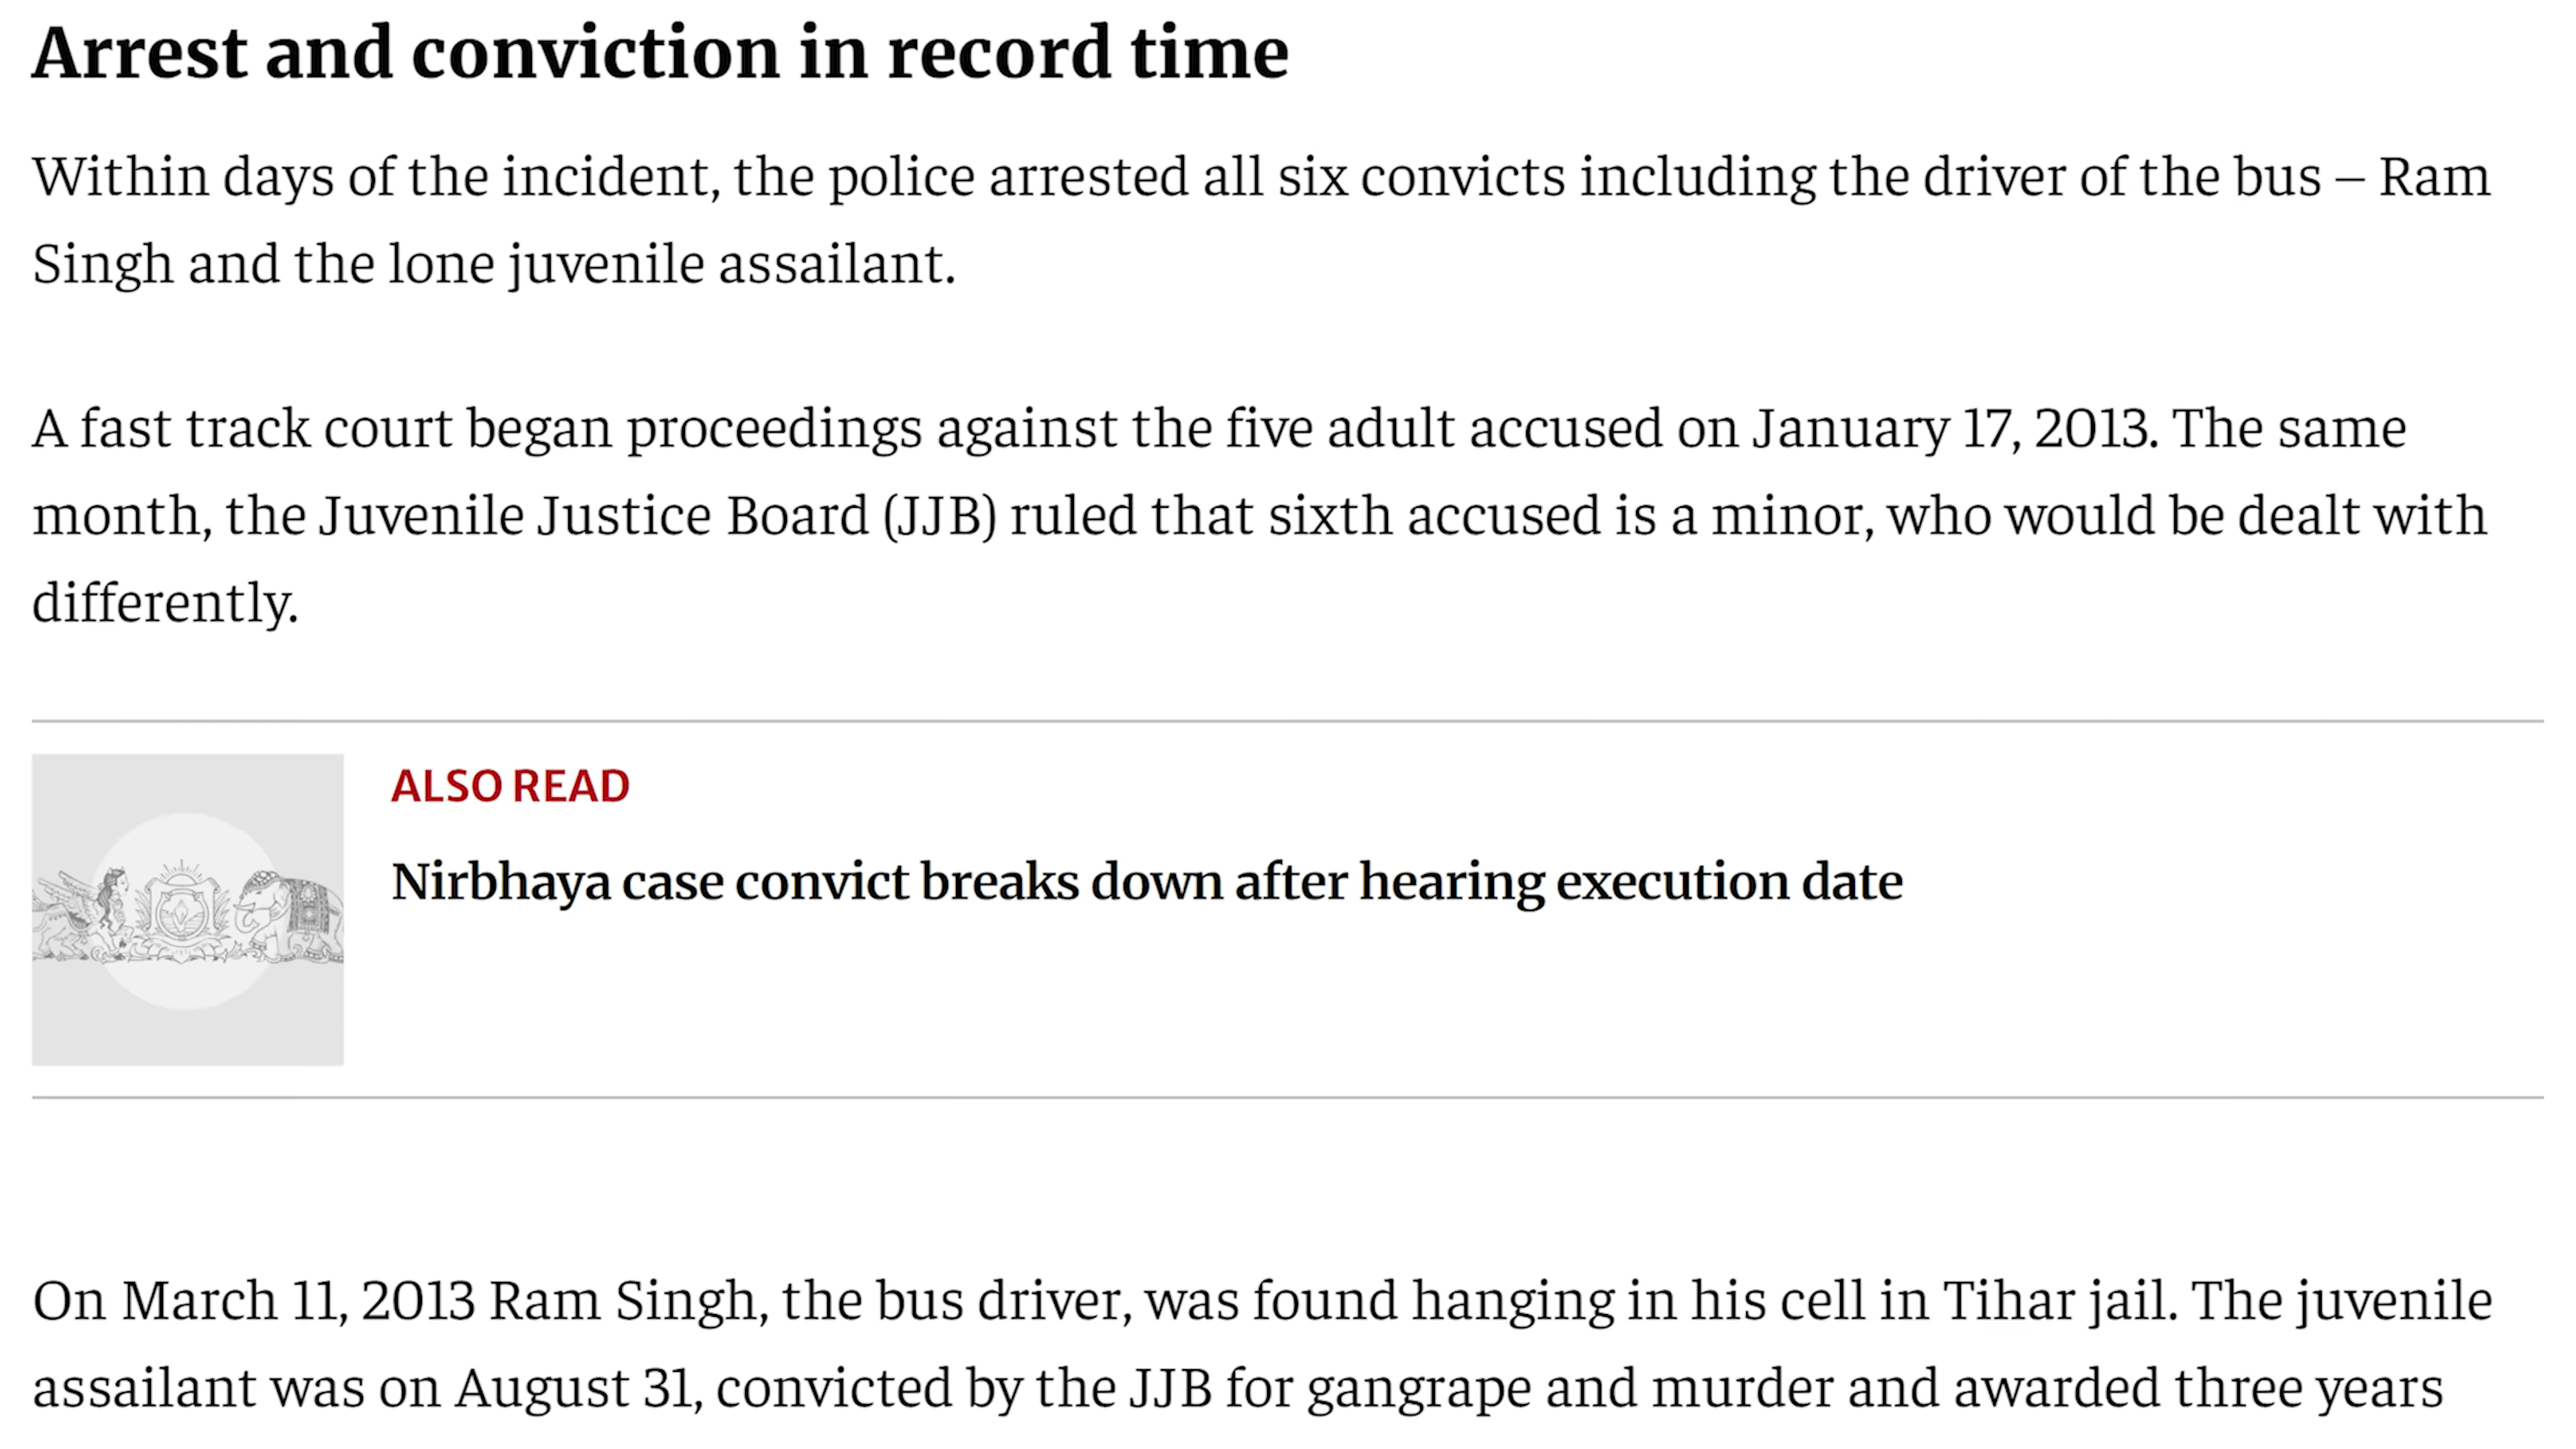 Arrest and conviction in record time
Within days of the incident, the police arrested all six convicts including the driver of the bus – Ram
Singh and the lone juvenile assailant.
A fast track court began proceedings against the five adult accused on January 17, 2013. The same
month, the Juvenile Justice Board (JJB) ruled that sixth accused is a minor, who would be dealt with
differently.
ALSO READ
Nirbhaya case convict breaks down after hearing execution date
On March 11, 2013 Ram Singh, the bus driver, was found hanging in his cell in Tihar jail. The juvenile
assailant was on August 31, convicted by the JJB for gangrape and murder and awarded three years